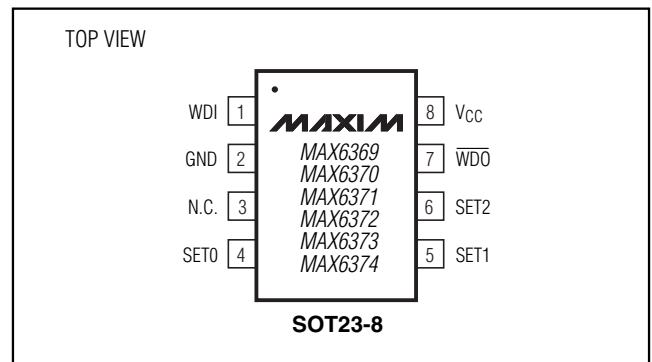 TOP VIEW
WDI 1
GND 2
N.C. 3
SET0 4
MAXIM
MAX6369
MAX6370
MAX6371
MAX6372
MAX6373
MAX6374
8 VCC
7 WDO
6 SET2
5 SET1
SOT23-8